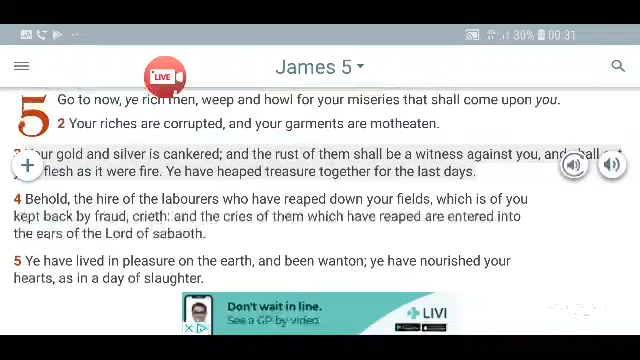 30% 00:31
LIVE
James 5
5 Go to now, ye rich men, weep and howl for your miseries that shall come upon you.
2 Your riches are corrupted, and your garments are motheaten.
Your gold and silver is cankered; and the rust of them shall be a witness against you, and
flesh as it were fire. Ye have heaped treasure together for the last days.
4 Behold, the hire of the labourers who have reaped down your fields, which is of you
kept back by fraud, crieth: and the cries of them which have reaped are entered into
the ears of the Lord of sabaoth.
5 Ye have lived in pleasure on the earth, and been wanton; ye have nourished your
hearts, as in a day of slaughter.
Don't wait in line.
See a GP by video.
LIVI